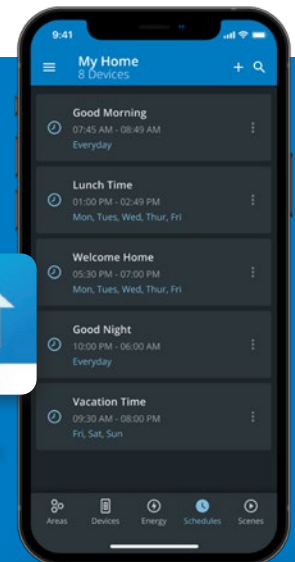 9:41
My Home
8 Devices
Good Morning
07:45 AM - 08:49 AM
Everyday
Lunch Time
01:00 PM - 02:49 PM
Mon, Tues, Wed, Thur, Fri
Welcome Home
05:30 PM - 07:00 PM
Mon, Tues, Wed, Thur, Fri
Good Night
10:00 PM - 06:00 AM
Everyday
Vacation Time
09:30 AM - 08:00 PM
Fri, Sat, Sun
Areas Devices Energy Schedules Scenes